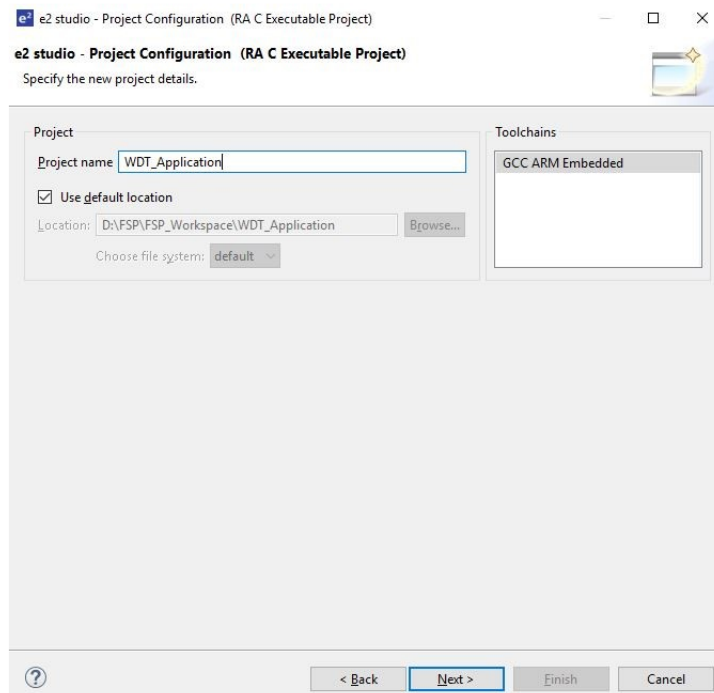 e² e2 studio - Project Configuration (RA C Executable Project)
e2 studio - Project Configuration (RA C Executable Project)
Specify the new project details.
Project
Project name WDT_Application
Use default location
Location: D:\FSP\FSP_Workspace\WDT_Application Browse...
Choose file system: default
Toolchains
GCC ARM Embedded
? < Back Next > Finish Cancel